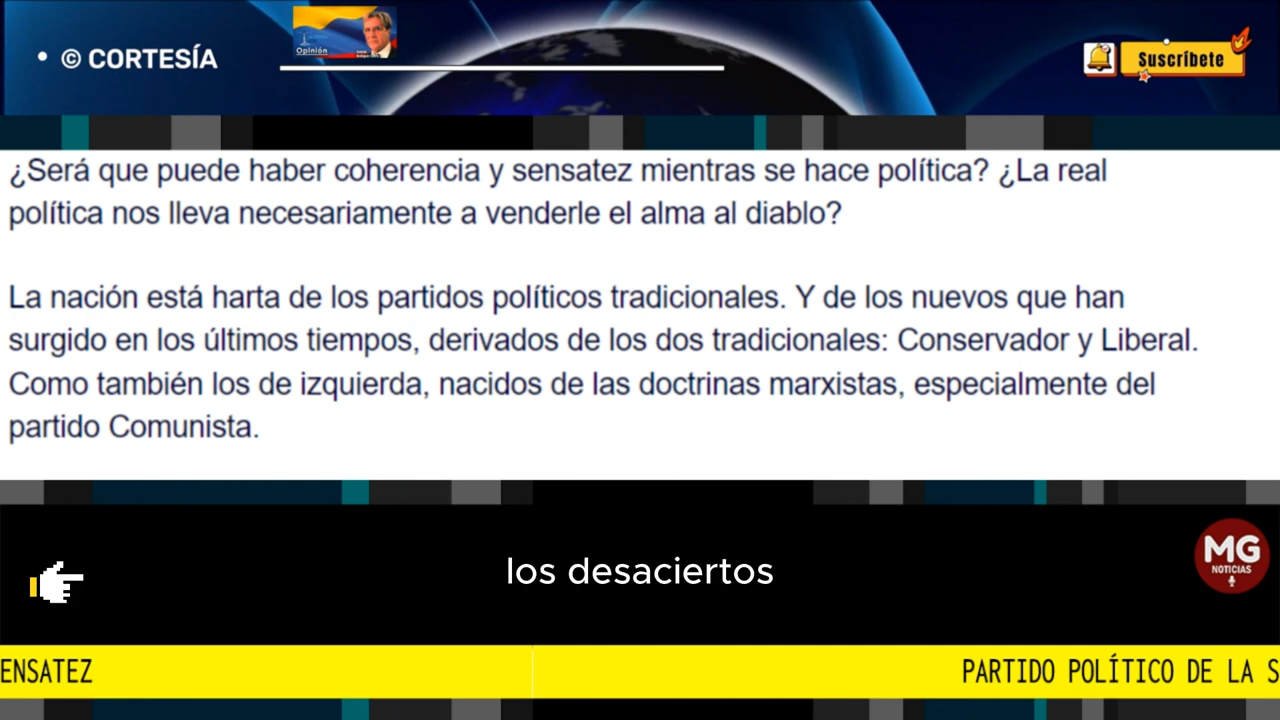 • © CORTESÍA
Opinión
Suscríbete
¿Será que puede haber coherencia y sensatez mientras se hace política? ¿La real
política nos lleva necesariamente a venderle el alma al diablo?
La nación está harta de los partidos políticos tradicionales. Y de los nuevos que han
surgido en los últimos tiempos, derivados de los dos tradicionales: Conservador y Liberal.
Como también los de izquierda, nacidos de las doctrinas marxistas, especialmente del
partido Comunista.
los desaciertos
MG
NOTICIAS
ENSATEZ
PARTIDO POLÍTICO DE LA S